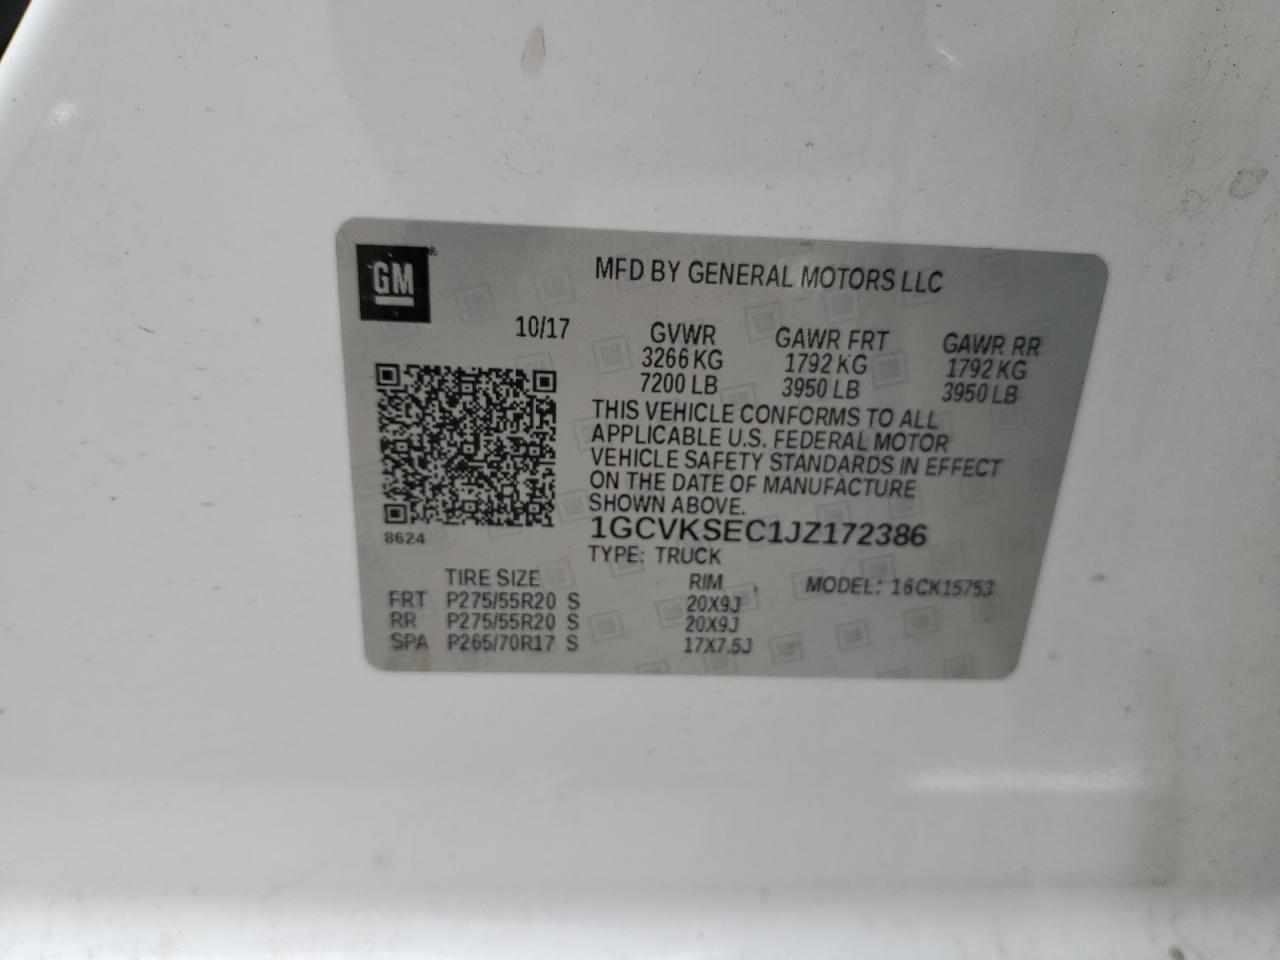 GM®
MFD BY GENERAL MOTORS LLC
10/17
GVWR GAWR FRT GAWR RR
3266 KG 1792 KG 1792 KG
7200 LB 3950 LB 3950 LB
THIS VEHICLE CONFORMS TO ALL
APPLICABLE U.S. FEDERAL MOTOR
VEHICLE SAFETY STANDARDS IN EFFECT
ON THE DATE OF MANUFACTURE
SHOWN ABOVE.
1GCVKSEC1JZ172386
8624
TYPE: TRUCK
TIRE SIZE RIM MODEL: 16CK15753
FRT P275/55R20 S 20X9J
RR P275/55R20 S 20X9J
SPA P265/70R17 S 17X7.5J